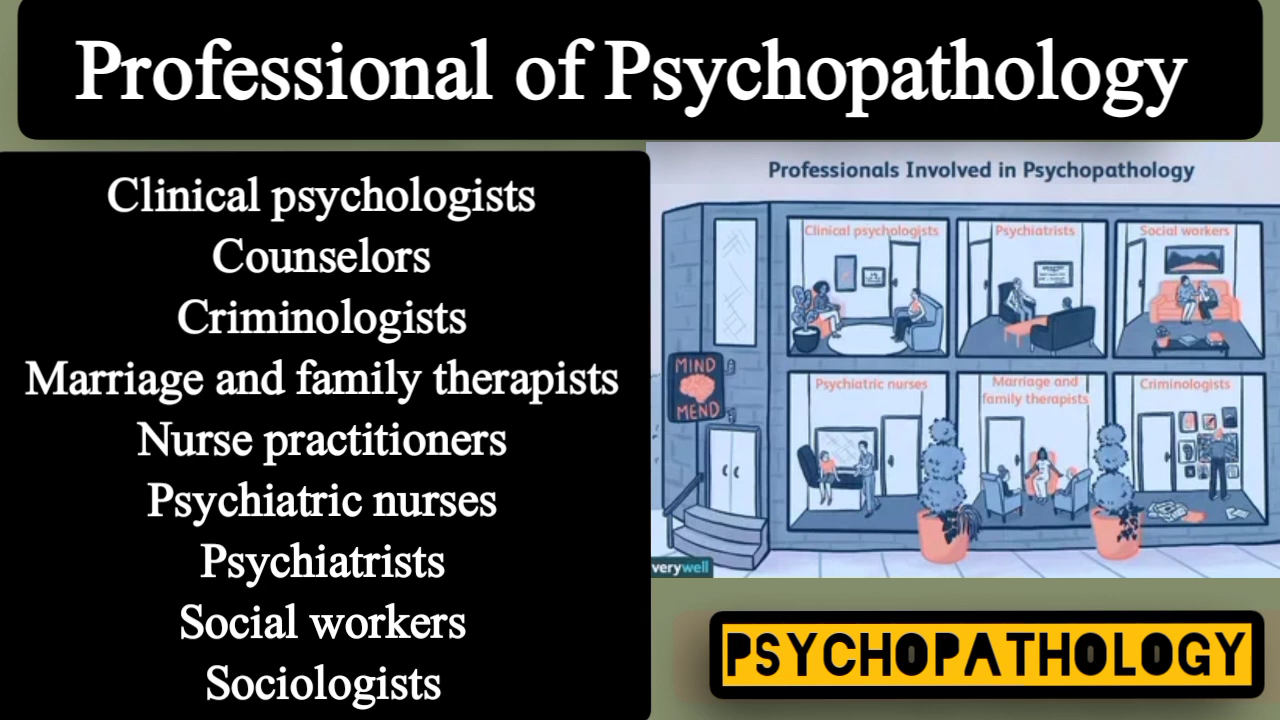 Professional of Psychopathology
Clinical psychologists
Counselors
Criminologists
Marriage and family therapists
Nurse practitioners
Psychiatric nurses
Psychiatrists
Social workers
Sociologists
Professionals Involved in Psychopathology
Clinical psychologists
Psychiatrists
Social workers
MIND
MEND
Psychiatric nurses
Marriage and
family therapists
Criminologists
verywell
PSYCHOPATHOLOGY